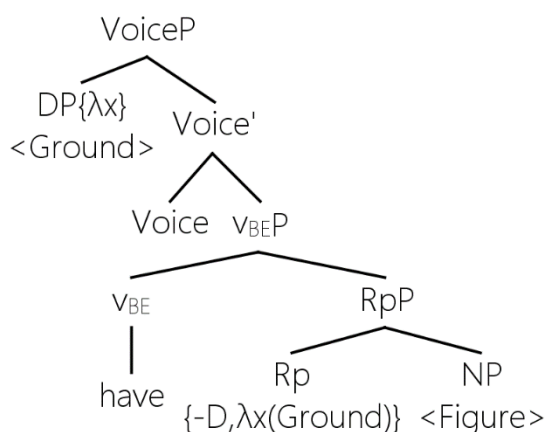 VoiceP
DP{λx}
<Ground>
Voice'
Voice
vBEP
vBE
RpP
have
Rp
{-D,λx(Ground)}
NP
<Figure>